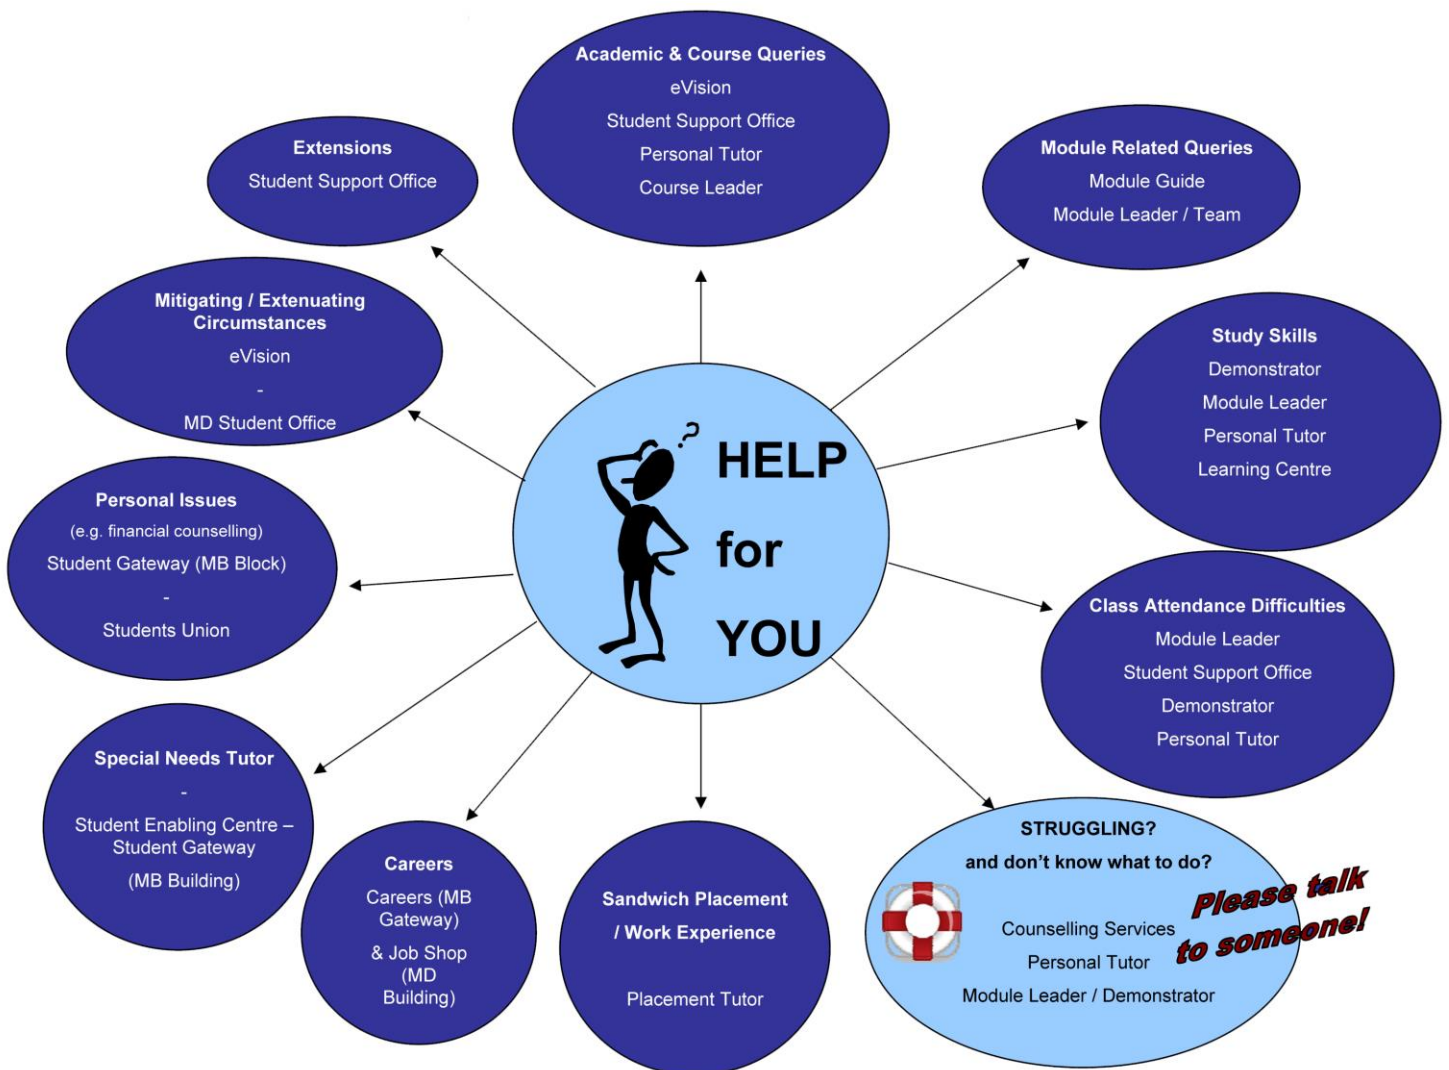 Academic & Course Queries
eVision
Student Support Office
Personal Tutor
Course Leader
Module Related Queries
Module Guide
Module Leader / Team
Study Skills
Demonstrator
Module Leader
Personal Tutor
Learning Centre
Class Attendance Difficulties
Module Leader
Student Support Office
Demonstrator
Personal Tutor
STRUGGLING?
and don’t know what to do?
Counselling Services
Personal Tutor
Module Leader / Demonstrator
Please talk
to someone!
Sandwich Placement
/ Work Experience
Placement Tutor
Careers
Careers (MB
Gateway)
& Job Shop
(MD
Building)
Special Needs Tutor
-
Student Enabling Centre –
Student Gateway
(MB Building)
Personal Issues
(e.g. financial counselling)
Student Gateway (MB Block)
-
Students Union
Mitigating / Extenuating
Circumstances
eVision
-
MD Student Office
Extensions
Student Support Office
?
HELP
for
YOU